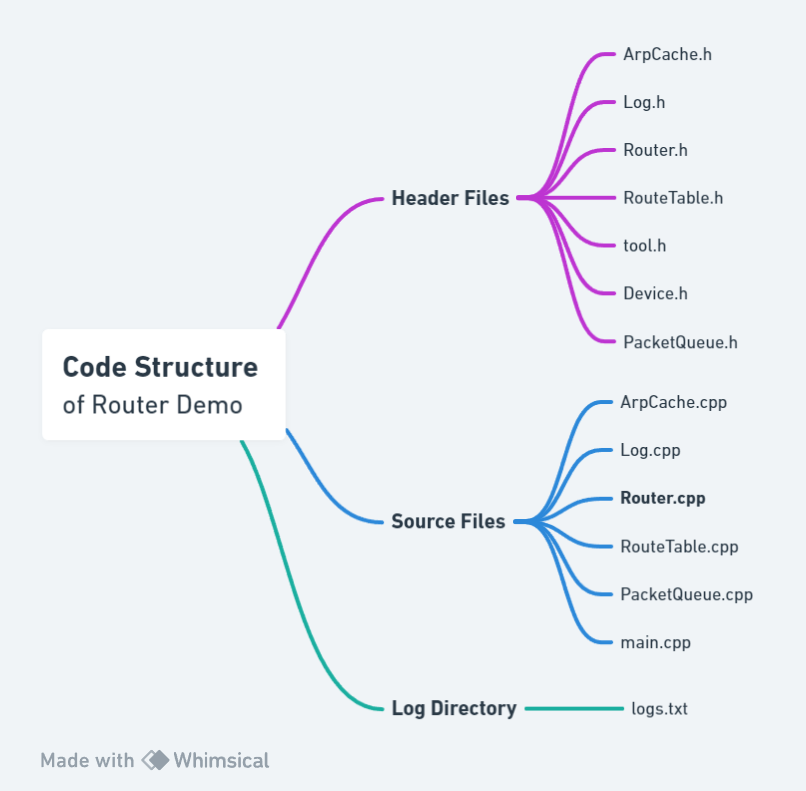 Code Structure
of Router Demo
Header Files
ArpCache.h
Log.h
Router.h
RouteTable.h
tool.h
Device.h
PacketQueue.h
Source Files
ArpCache.cpp
Log.cpp
Router.cpp
RouteTable.cpp
PacketQueue.cpp
main.cpp
Log Directory
logs.txt
Made with Whimsical